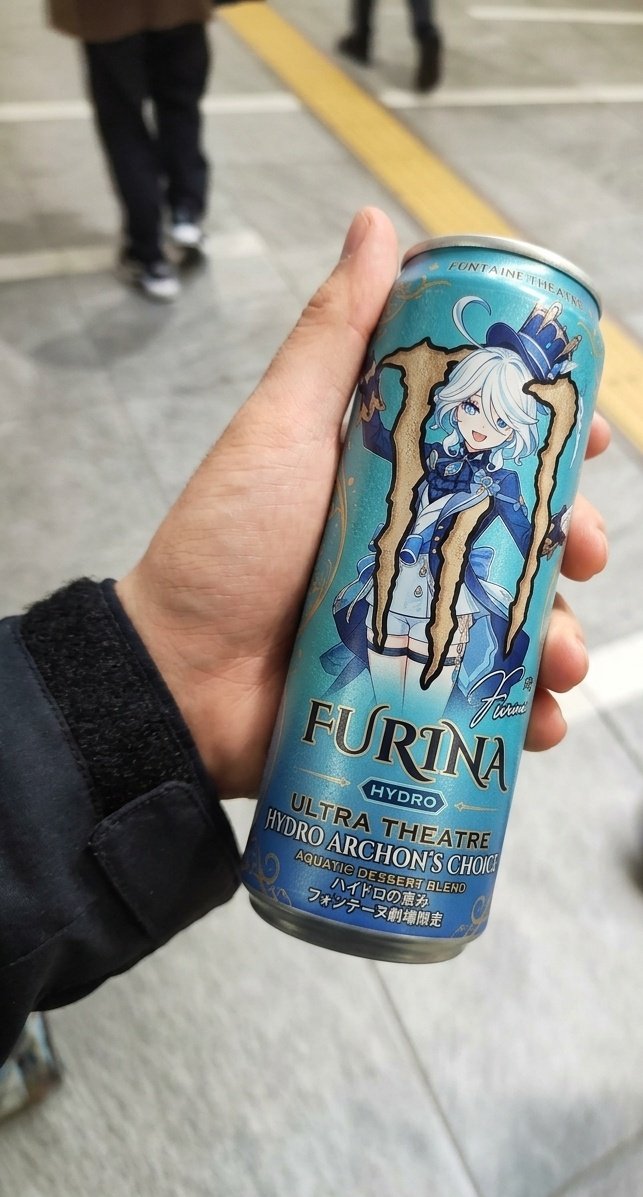 FONTAINE THEATRE
Furina
FURINA
HYDRO
ULTRA THEATRE
HYDRO ARCHON'S CHOICE
AQUATIC DESSERT BLEND
ハイドロの恵み
フォンテーヌ劇場限定